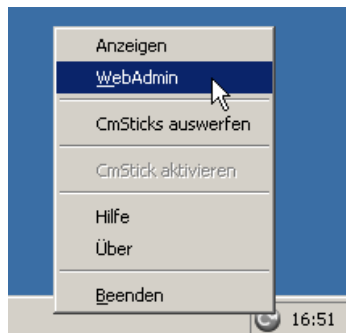 Anzeigen
WebAdmin
CmSticks auswerfen
CmStick aktivieren
Hilfe
Über
Beenden
16:51